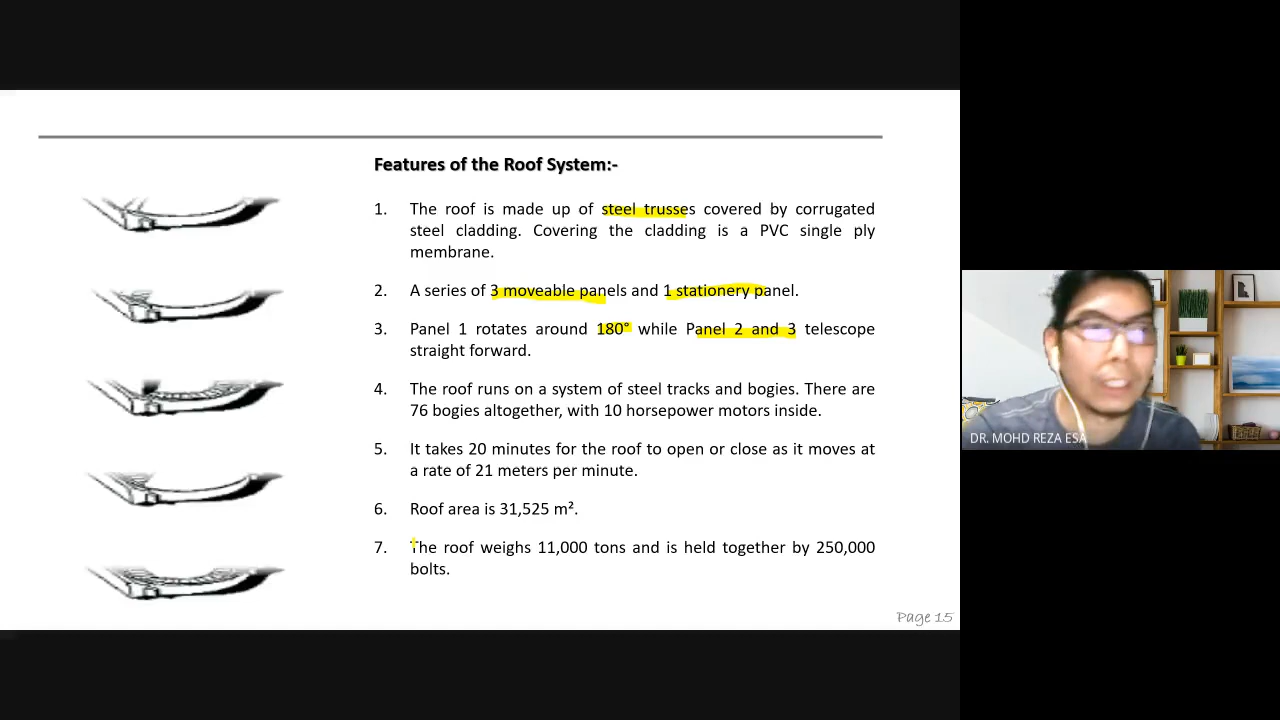 Features of the Roof System:-
1. The roof is made up of steel trusses covered by corrugated
steel cladding. Covering the cladding is a PVC single ply
membrane.
2. A series of 3 moveable panels and 1 stationery panel.
3. Panel 1 rotates around 180° while Panel 2 and 3 telescope
straight forward.
4. The roof runs on a system of steel tracks and bogies. There are
76 bogies altogether, with 10 horsepower motors inside.
5. It takes 20 minutes for the roof to open or close as it moves at
a rate of 21 meters per minute.
6. Roof area is 31,525 m².
7. The roof weighs 11,000 tons and is held together by 250,000
bolts.
Page 15
DR. MOHD REZA ESA